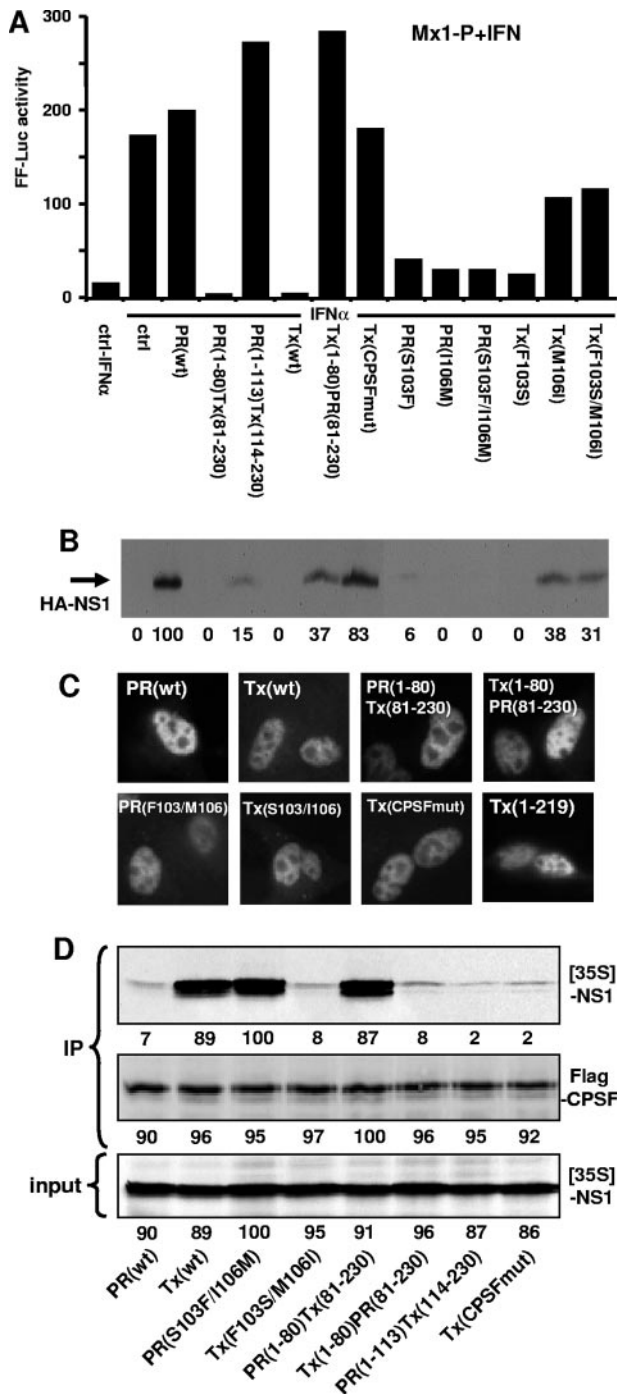 A
Mx1-P+IFN
FF-Luc activity
300
200
100
0
IFNα
ctrl-IFNα
ctrl
PR(wt)
PR(1-80)Tx(81-230)
PR(1-113)Tx(114-230)
Tx(wt)
Tx(1-80)PR(81-230)
Tx(CPSFmut)
PR(S103F)
PR(I106M)
PR(S103F/I106M)
Tx(F103S)
Tx(M106I)
Tx(F103S/M106I)
B
HA-NS1
0 100 0 15 0 37 83 6 0 0 0 38 31
C
PR(wt)
Tx(wt)
PR(1-80)
Tx(81-230)
Tx(1-80)
PR(81-230)
PR(F103/M106)
Tx(S103/I106)
Tx(CPSFmut)
Tx(1-219)
D
IP
[35S]
-NS1
7 89 100 8 87 8 2 2
Flag
-CPSF
90 96 95 97 100 96 95 92
input
[35S]
-NS1
90 89 100 95 91 96 87 86
PR(wt)
Tx(wt)
PR(S103F/I106M)
Tx(F103S/M106I)
PR(1-80)Tx(81-230)
Tx(1-80)PR(81-230)
PR(1-113)Tx(114-230)
Tx(CPSFmut)